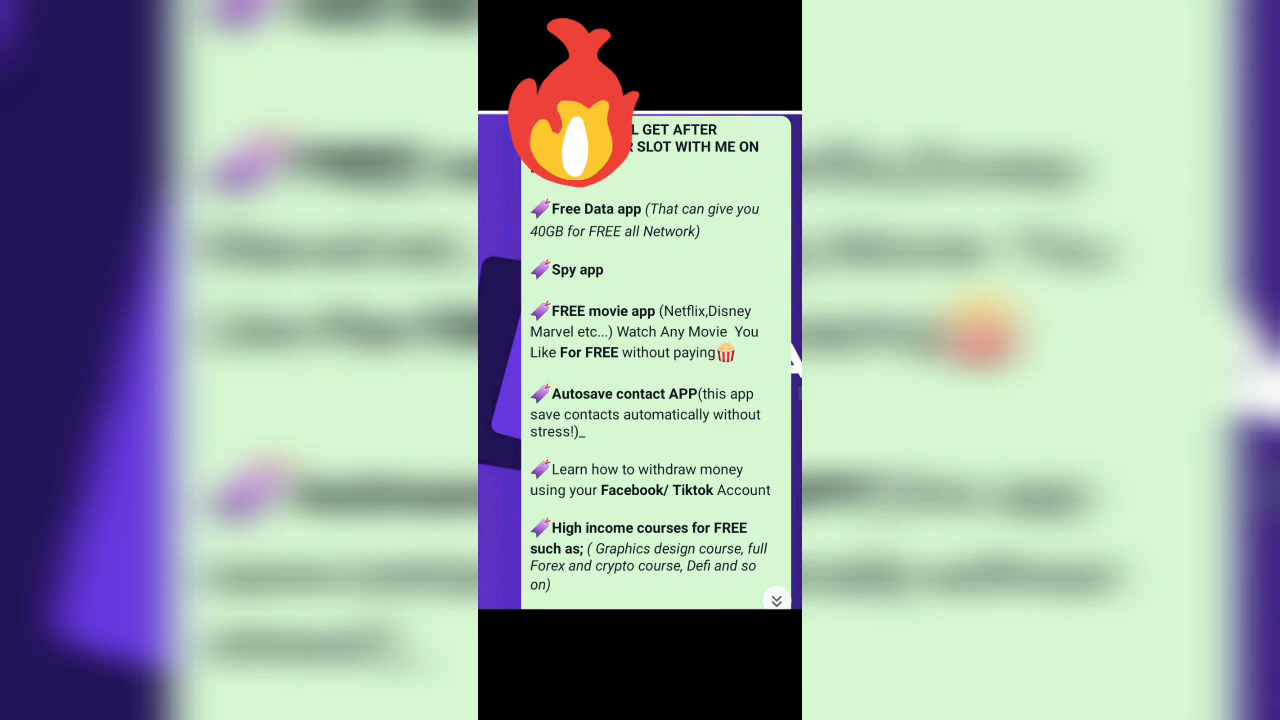 L GET AFTER
SLOT WITH ME ON
Free Data app (That can give you
40GB for FREE all Network)
Spy app
FREE movie app (Netflix,Disney
Marvel etc...) Watch Any Movie You
Like For FREE without paying🍿
Autosave contact APP(this app
save contacts automatically without
stress!)_
Learn how to withdraw money
using your Facebook/ Tiktok Account
High income courses for FREE
such as; ( Graphics design course, full
Forex and crypto course, Defi and so
on)